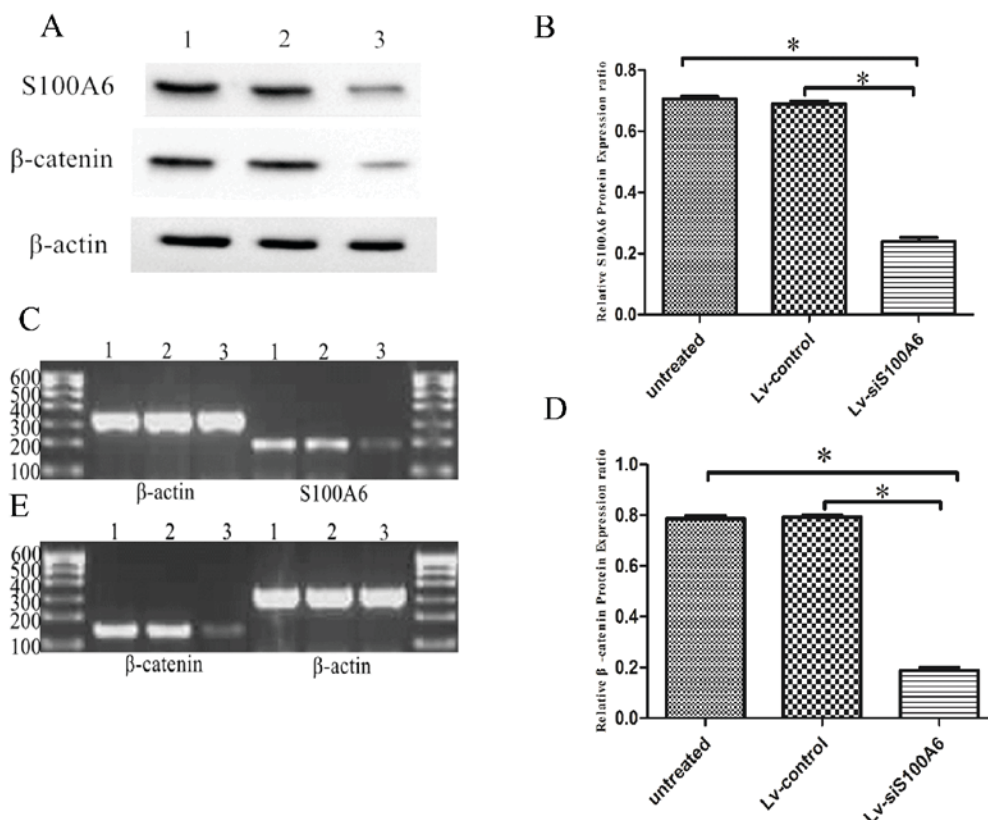 A
1 2 3
S100A6
β-catenin
β-actin
B
*
*
Relative S100A6 Protein Expression ratio
0.8
0.6
0.4
0.2
0.0
untreated
Lv-control
Lv-siS100A6
C
1 2 3 1 2 3
600
500
400
300
200
100
β-actin S100A6
D
*
*
Relative β -catenin Protein Expression ratio
1.0
0.8
0.6
0.4
0.2
0.0
untreated
Lv-control
Lv-siS100A6
E
1 2 3 1 2 3
600
500
400
300
200
100
β-catenin β-actin